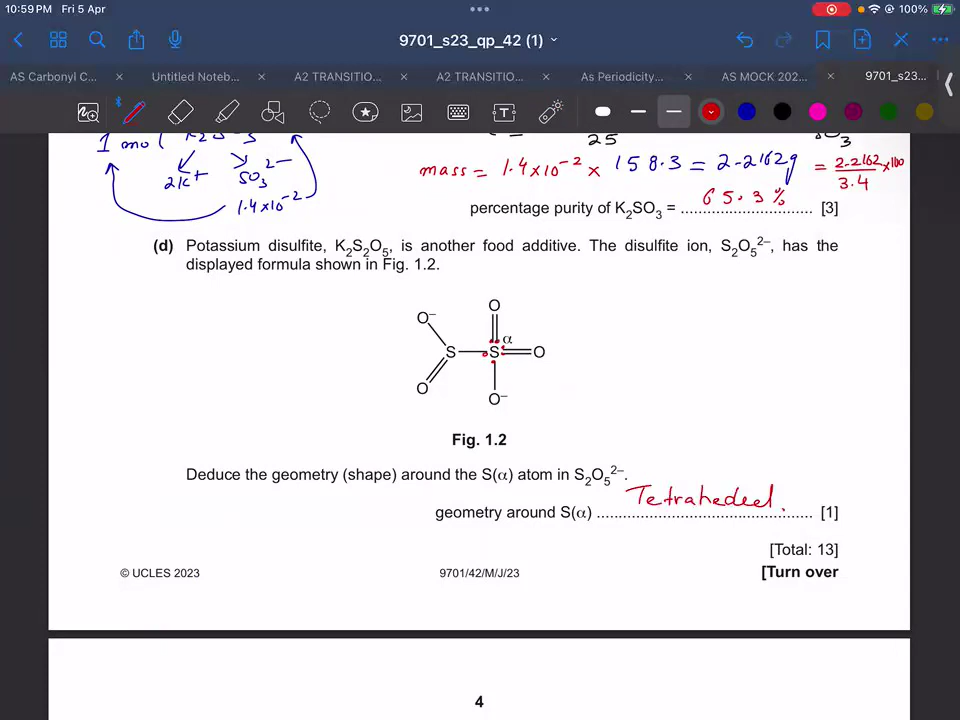 10:59 PM Fri 5 Apr
100%
9701_s23_qp_42 (1)
AS Carbonyl C...
Untitled Noteb...
A2 TRANSITIO...
A2 TRANSITIO...
As Periodicity...
AS MOCK 202...
9701_s23...
1 mol
25
2K+ SO3 2−
1.4×10−2
mass = 1.4×10−2 × 158.3 = 2.2162g = 2.2162/3.4 ×100
65.3%
percentage purity of K2SO3 = .............................. [3]
(d) Potassium disulfite, K2S2O5, is another food additive. The disulfite ion, S2O5 2–, has the
displayed formula shown in Fig. 1.2.
O– O
α
S S O
O O–
Fig. 1.2
Deduce the geometry (shape) around the S(α) atom in S2O5 2–.
Tetrahedral
geometry around S(α) ................................................. [1]
[Total: 13]
© UCLES 2023 9701/42/M/J/23 [Turn over
4